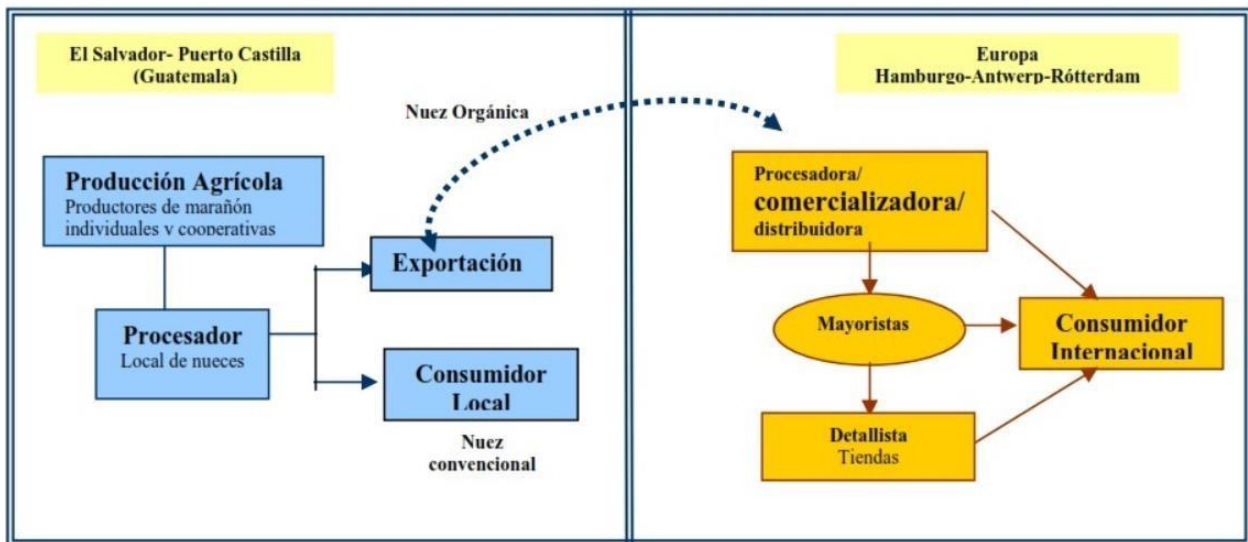 El Salvador- Puerto Castilla
(Guatemala)
Nuez Orgánica
Producción Agrícola
Productores de marañón
individuales y cooperativas
Exportación
Procesador
Local de nueces
Consumidor
Local
Nuez
convencional
Europa
Hamburgo-Antwerp-Rótterdam
Procesadora/
comercializadora/
distribuidora
Mayoristas
Consumidor
Internacional
Detallista
Tiendas